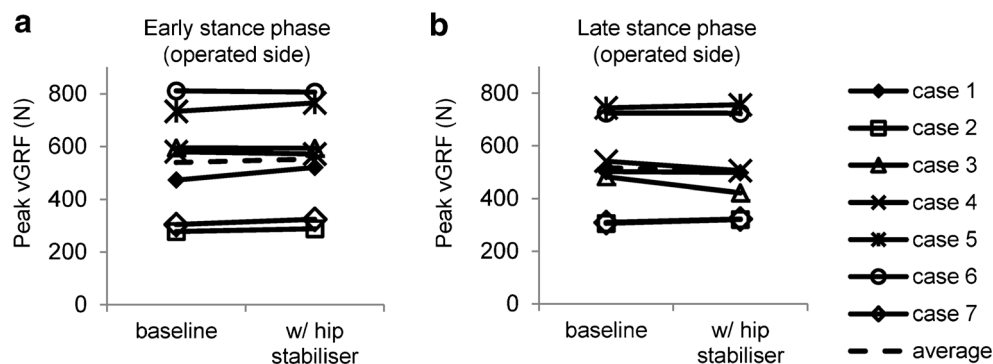 a
Early stance phase
(operated side)
Peak vGRF (N)
800
600
400
200
0
baseline
w/ hip
stabiliser
b
Late stance phase
(operated side)
Peak vGRF (N)
800
600
400
200
0
baseline
w/ hip
stabiliser
case 1
case 2
case 3
case 4
case 5
case 6
case 7
average